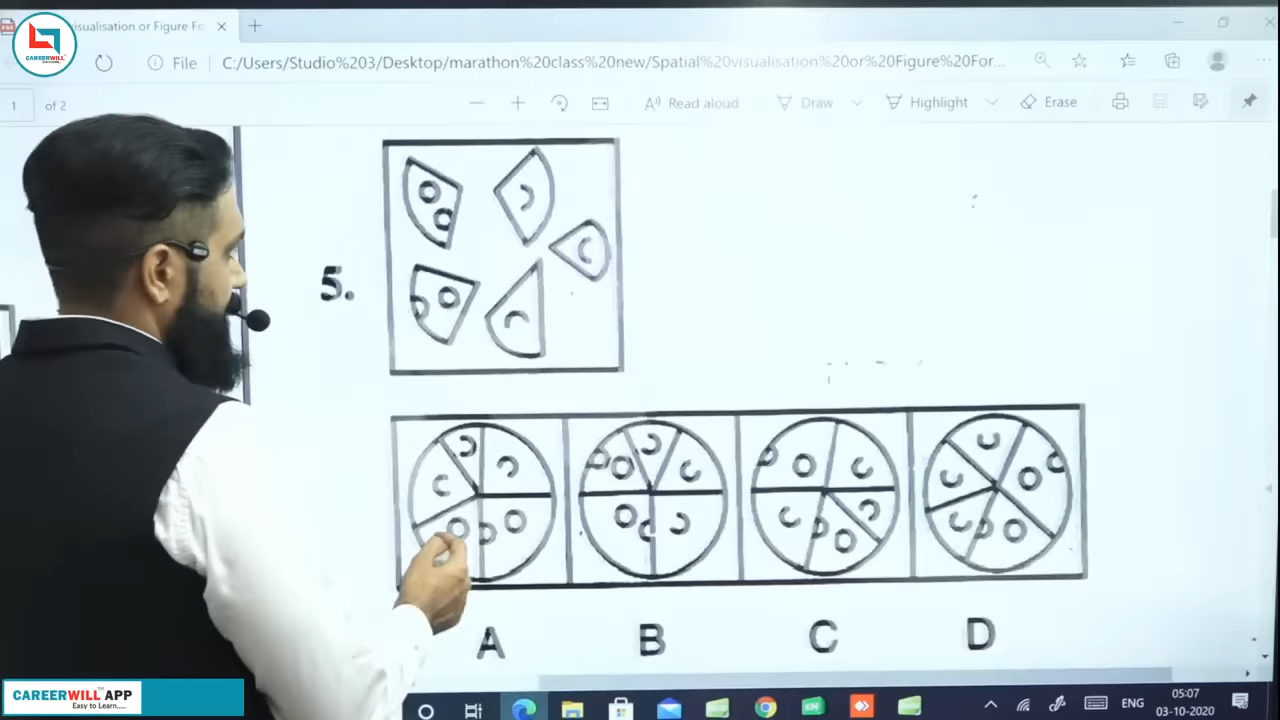 isualisation or Figure Fo
CAREERWILL
File
C:/Users/Studio%203/Desktop/marathon%20class%20new/Spatial%20visualisation%20or%20Figure%20For...
1 of 2
Read aloud
Draw
Highlight
Erase
5.
A B C D
CAREERWILL APP
Easy to Learn.....
EN
ENG
05:07
03-10-2020